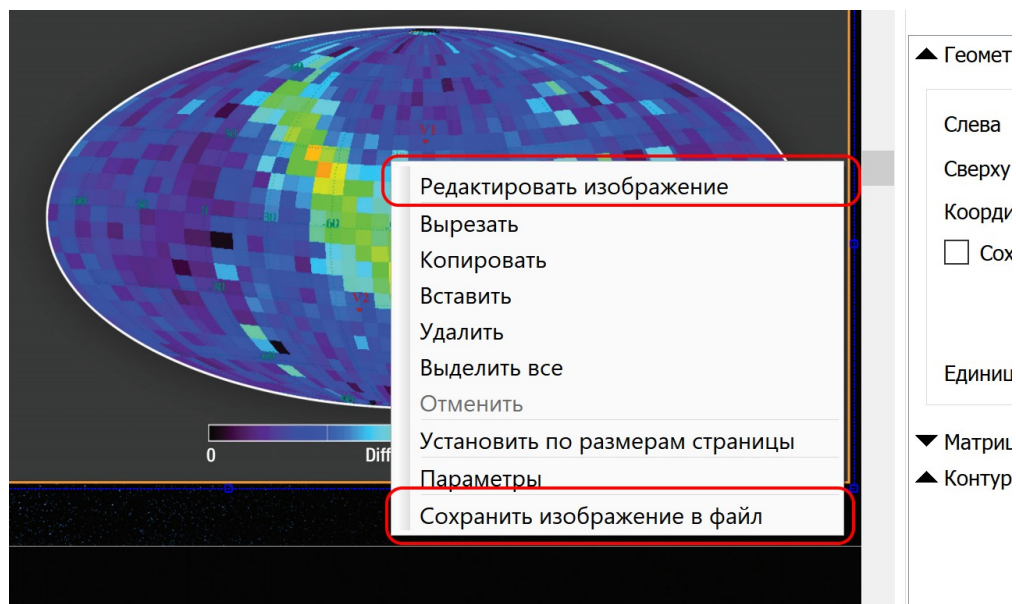 V1
-60
V2
0
Diff
Редактировать изображение
Вырезать
Копировать
Вставить
Удалить
Выделить все
Отменить
Установить по размерам страницы
Параметры
Сохранить изображение в файл
Геомет
Слева
Сверху
Коорди
Сох
Единиц
Матриц
Контур